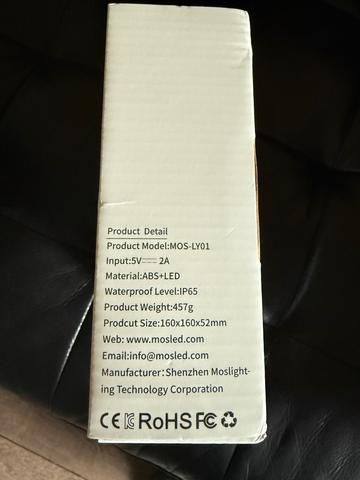 Product Detail
Product Model:MOS-LY01
Input:5V⎓2A
Material:ABS+LED
Waterproof Level:IP65
Product Weight:457g
Prodcut Size:160x160x52mm
Web: www.mosled.com
Email:info@mosled.com
Manufacturer：Shenzhen Moslight-
ing Technology Corporation
CE RoHS FC